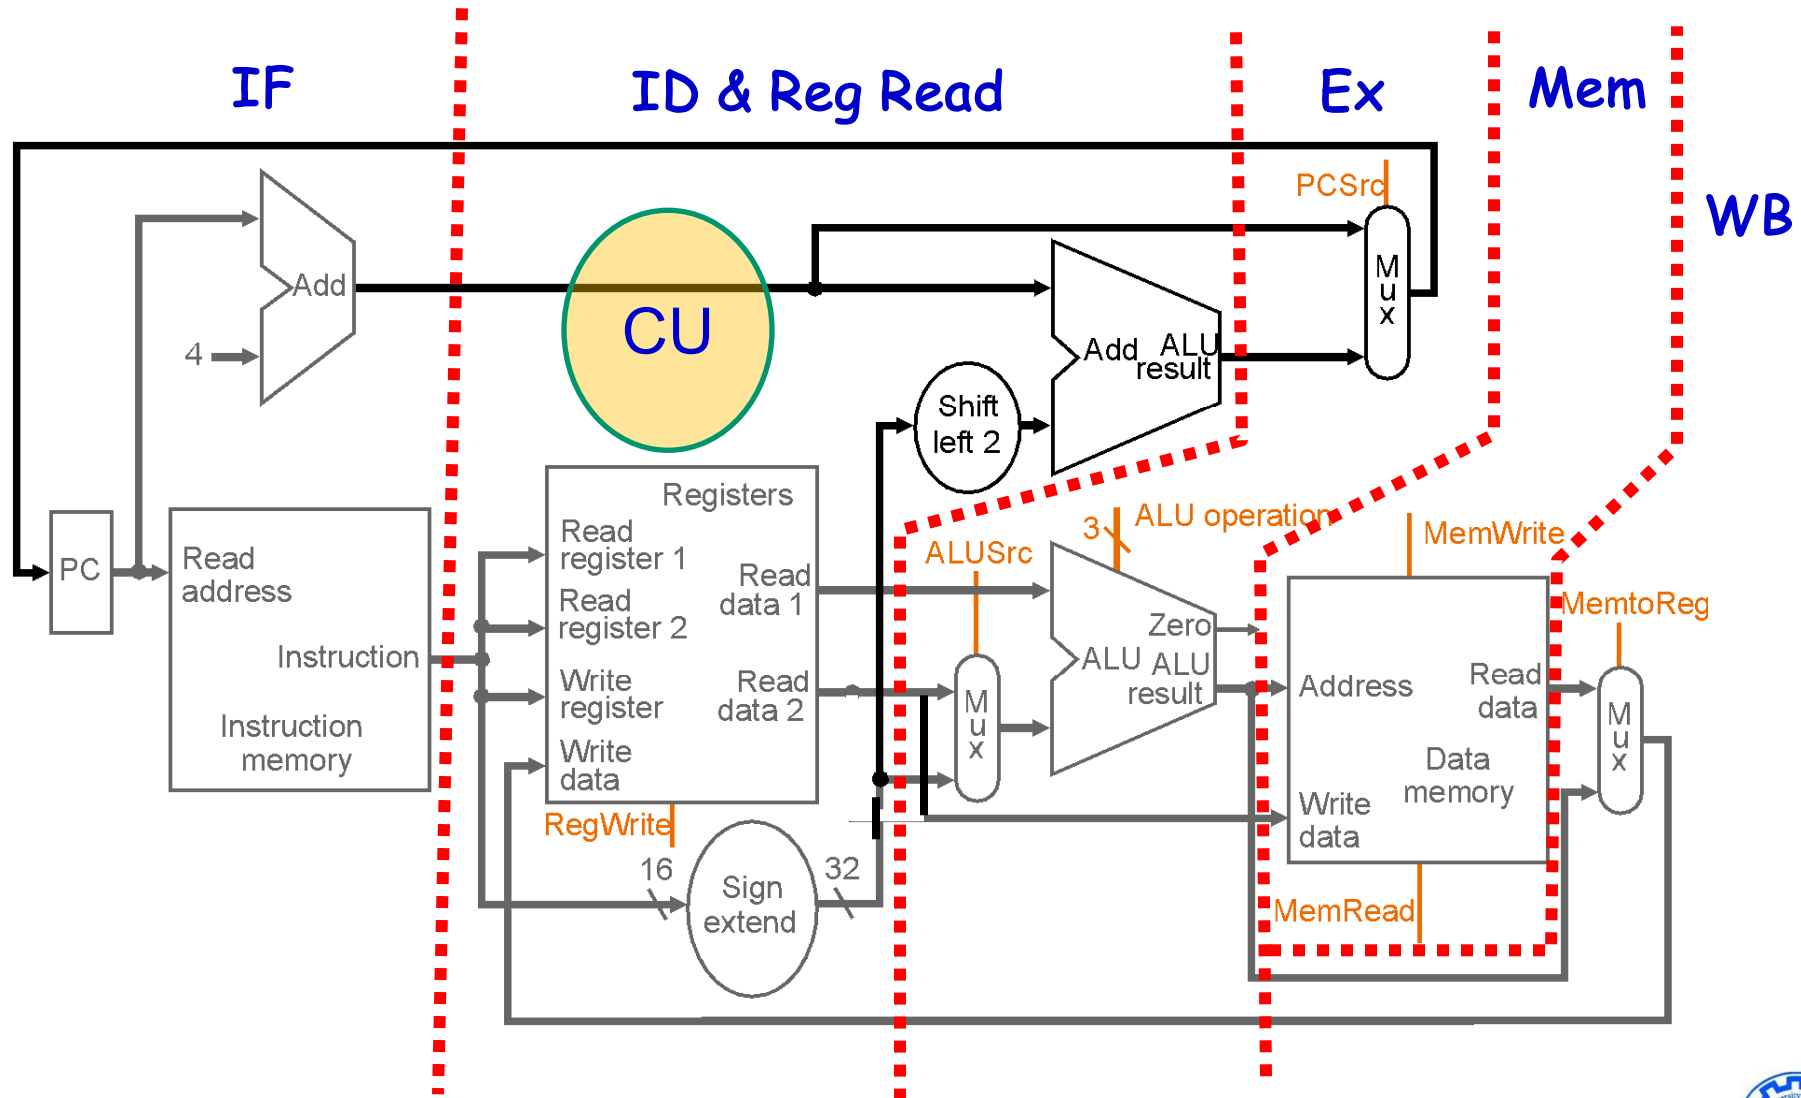 IF
ID & Reg Read
Ex
Mem
WB
PCSrc
Add
4
CU
M
u
x
Add
ALU
result
Shift
left 2
PC
Read
address
Instruction
Instruction
memory
Registers
Read
register 1
Read
register 2
Write
register
Write
data
Read
data 1
Read
data 2
RegWrite
16
Sign
extend
32
ALUSrc
M
u
x
3
ALU operation
Zero
ALU
ALU
result
MemWrite
Address
Read
data
Data
memory
Write
data
MemRead
MemtoReg
M
u
x